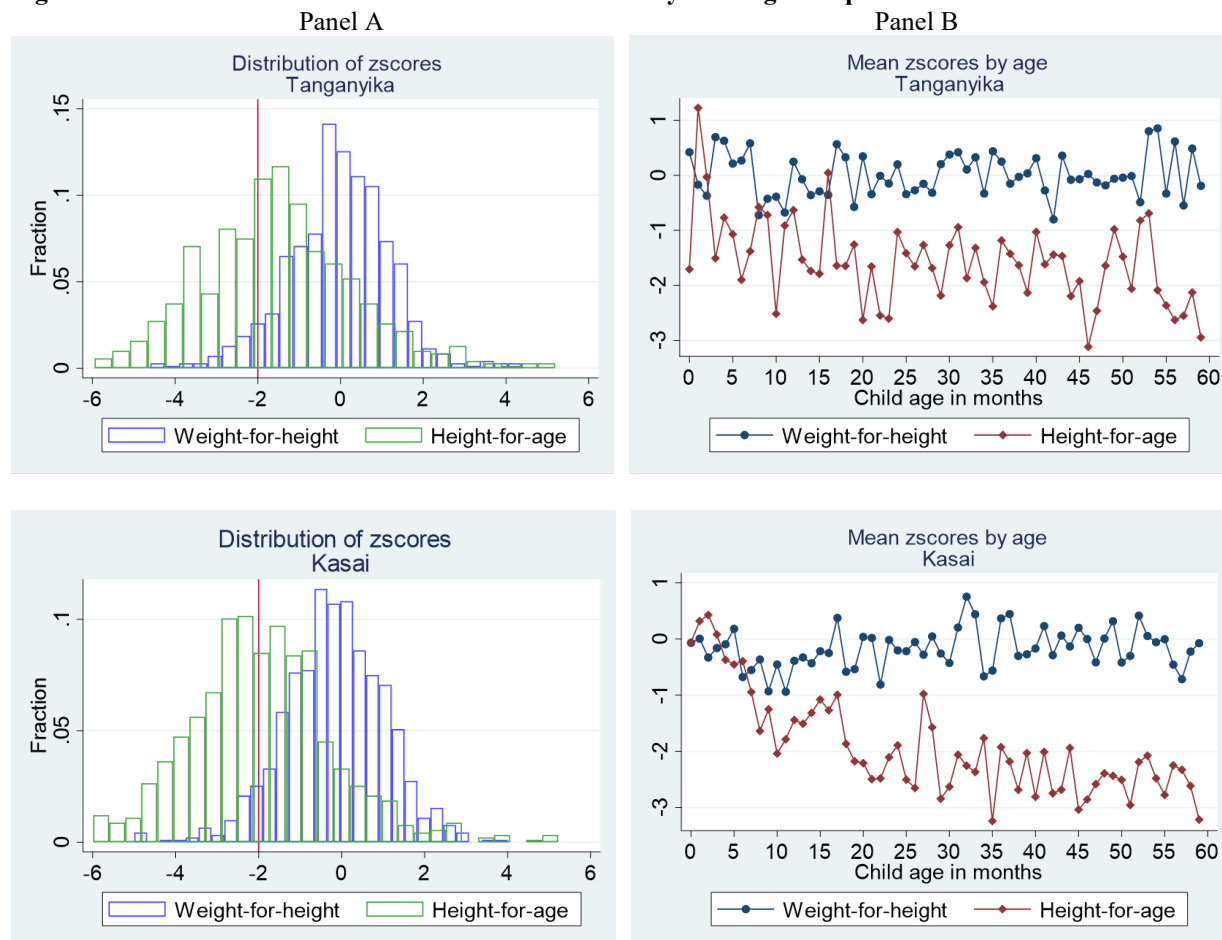 Panel A
Panel B
Distribution of zscores
Tanganyika
.15
.1
.05
0
Fraction
-6 -4 -2 0 2 4 6
Weight-for-height Height-for-age
Mean zscores by age
Tanganyika
1
0
-1
-2
-3
0 5 10 15 20 25 30 35 40 45 50 55 60
Child age in months
Weight-for-height Height-for-age
Distribution of zscores
Kasai
.1
.05
0
Fraction
-6 -4 -2 0 2 4 6
Weight-for-height Height-for-age
Mean zscores by age
Kasai
1
0
-1
-2
-3
0 5 10 15 20 25 30 35 40 45 50 55 60
Child age in months
Weight-for-height Height-for-age